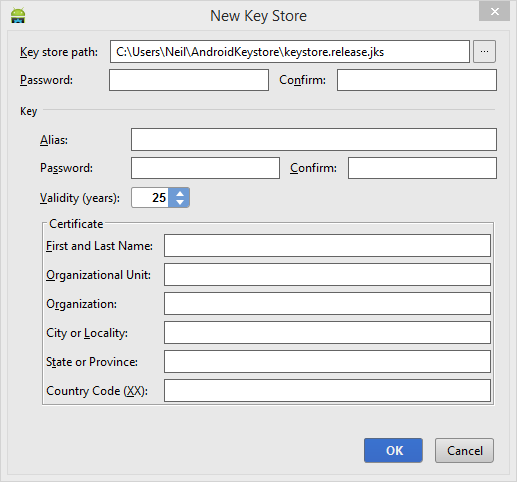 New Key Store
Key store path: C:\Users\Neil\AndroidKeystore\keystore.release.jks ...
Password: Confirm:
Key
Alias:
Password: Confirm:
Validity (years): 25
Certificate
First and Last Name:
Organizational Unit:
Organization:
City or Locality:
State or Province:
Country Code (XX):
OK Cancel